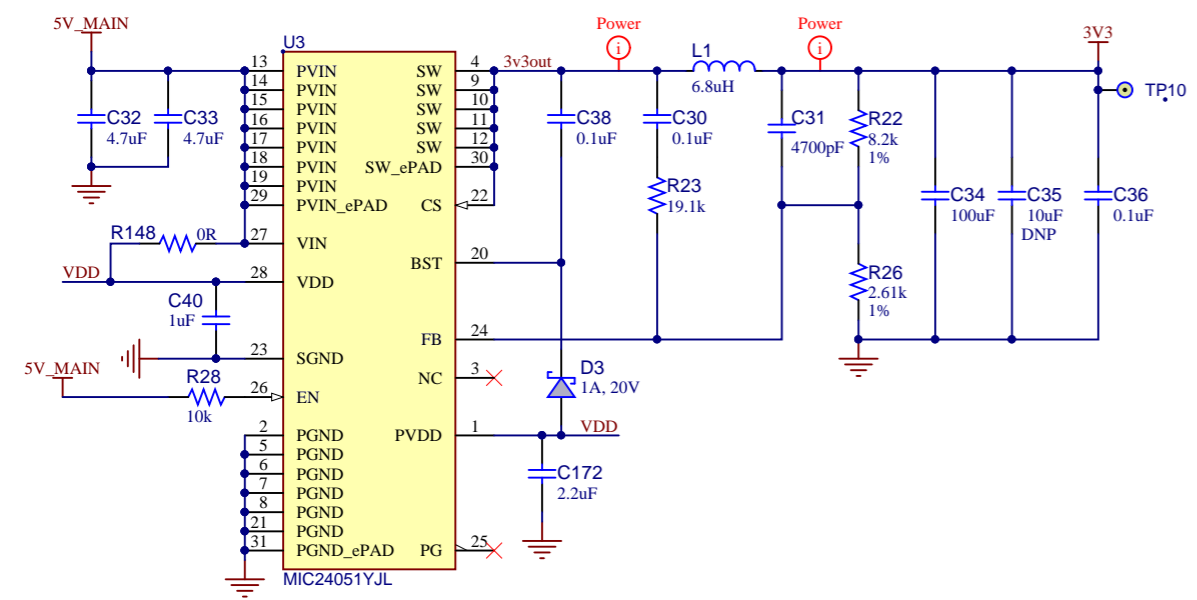 5V_MAIN
C32
4.7uF
C33
4.7uF
R148
0R
VDD
C40
1uF
5V_MAIN
R28
10k
U3
13 PVIN
14 PVIN
15 PVIN
16 PVIN
17 PVIN
18 PVIN
19 PVIN
29 PVIN_ePAD
27 VIN
28 VDD
23 SGND
26 EN
2 PGND
5 PGND
6 PGND
7 PGND
8 PGND
21 PGND
31 PGND_ePAD
SW 4
SW 9
SW 10
SW 11
SW 12
SW_ePAD 30
CS 22
BST 20
FB 24
NC 3
PVDD 1
PG 25
MIC24051YJL
3v3out
Power
i
L1
6.8uH
Power
i
3V3
TP10
C38
0.1uF
C30
0.1uF
R23
19.1k
C31
4700pF
R22
8.2k
1%
R26
2.61k
1%
C34
100uF
C35
10uF
DNP
C36
0.1uF
D3
1A, 20V
VDD
C172
2.2uF